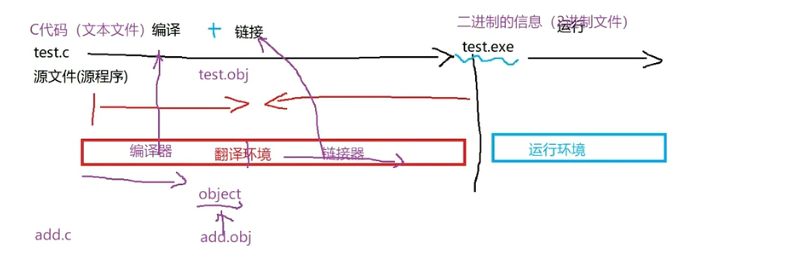 C代码（文本文件） 编译 + 链接 二进制的信息（2进制文件） 运行
test.c test.exe
源文件(源程序) test.obj
编译器 翻译环境 链接器 运行环境
object
add.c add.obj